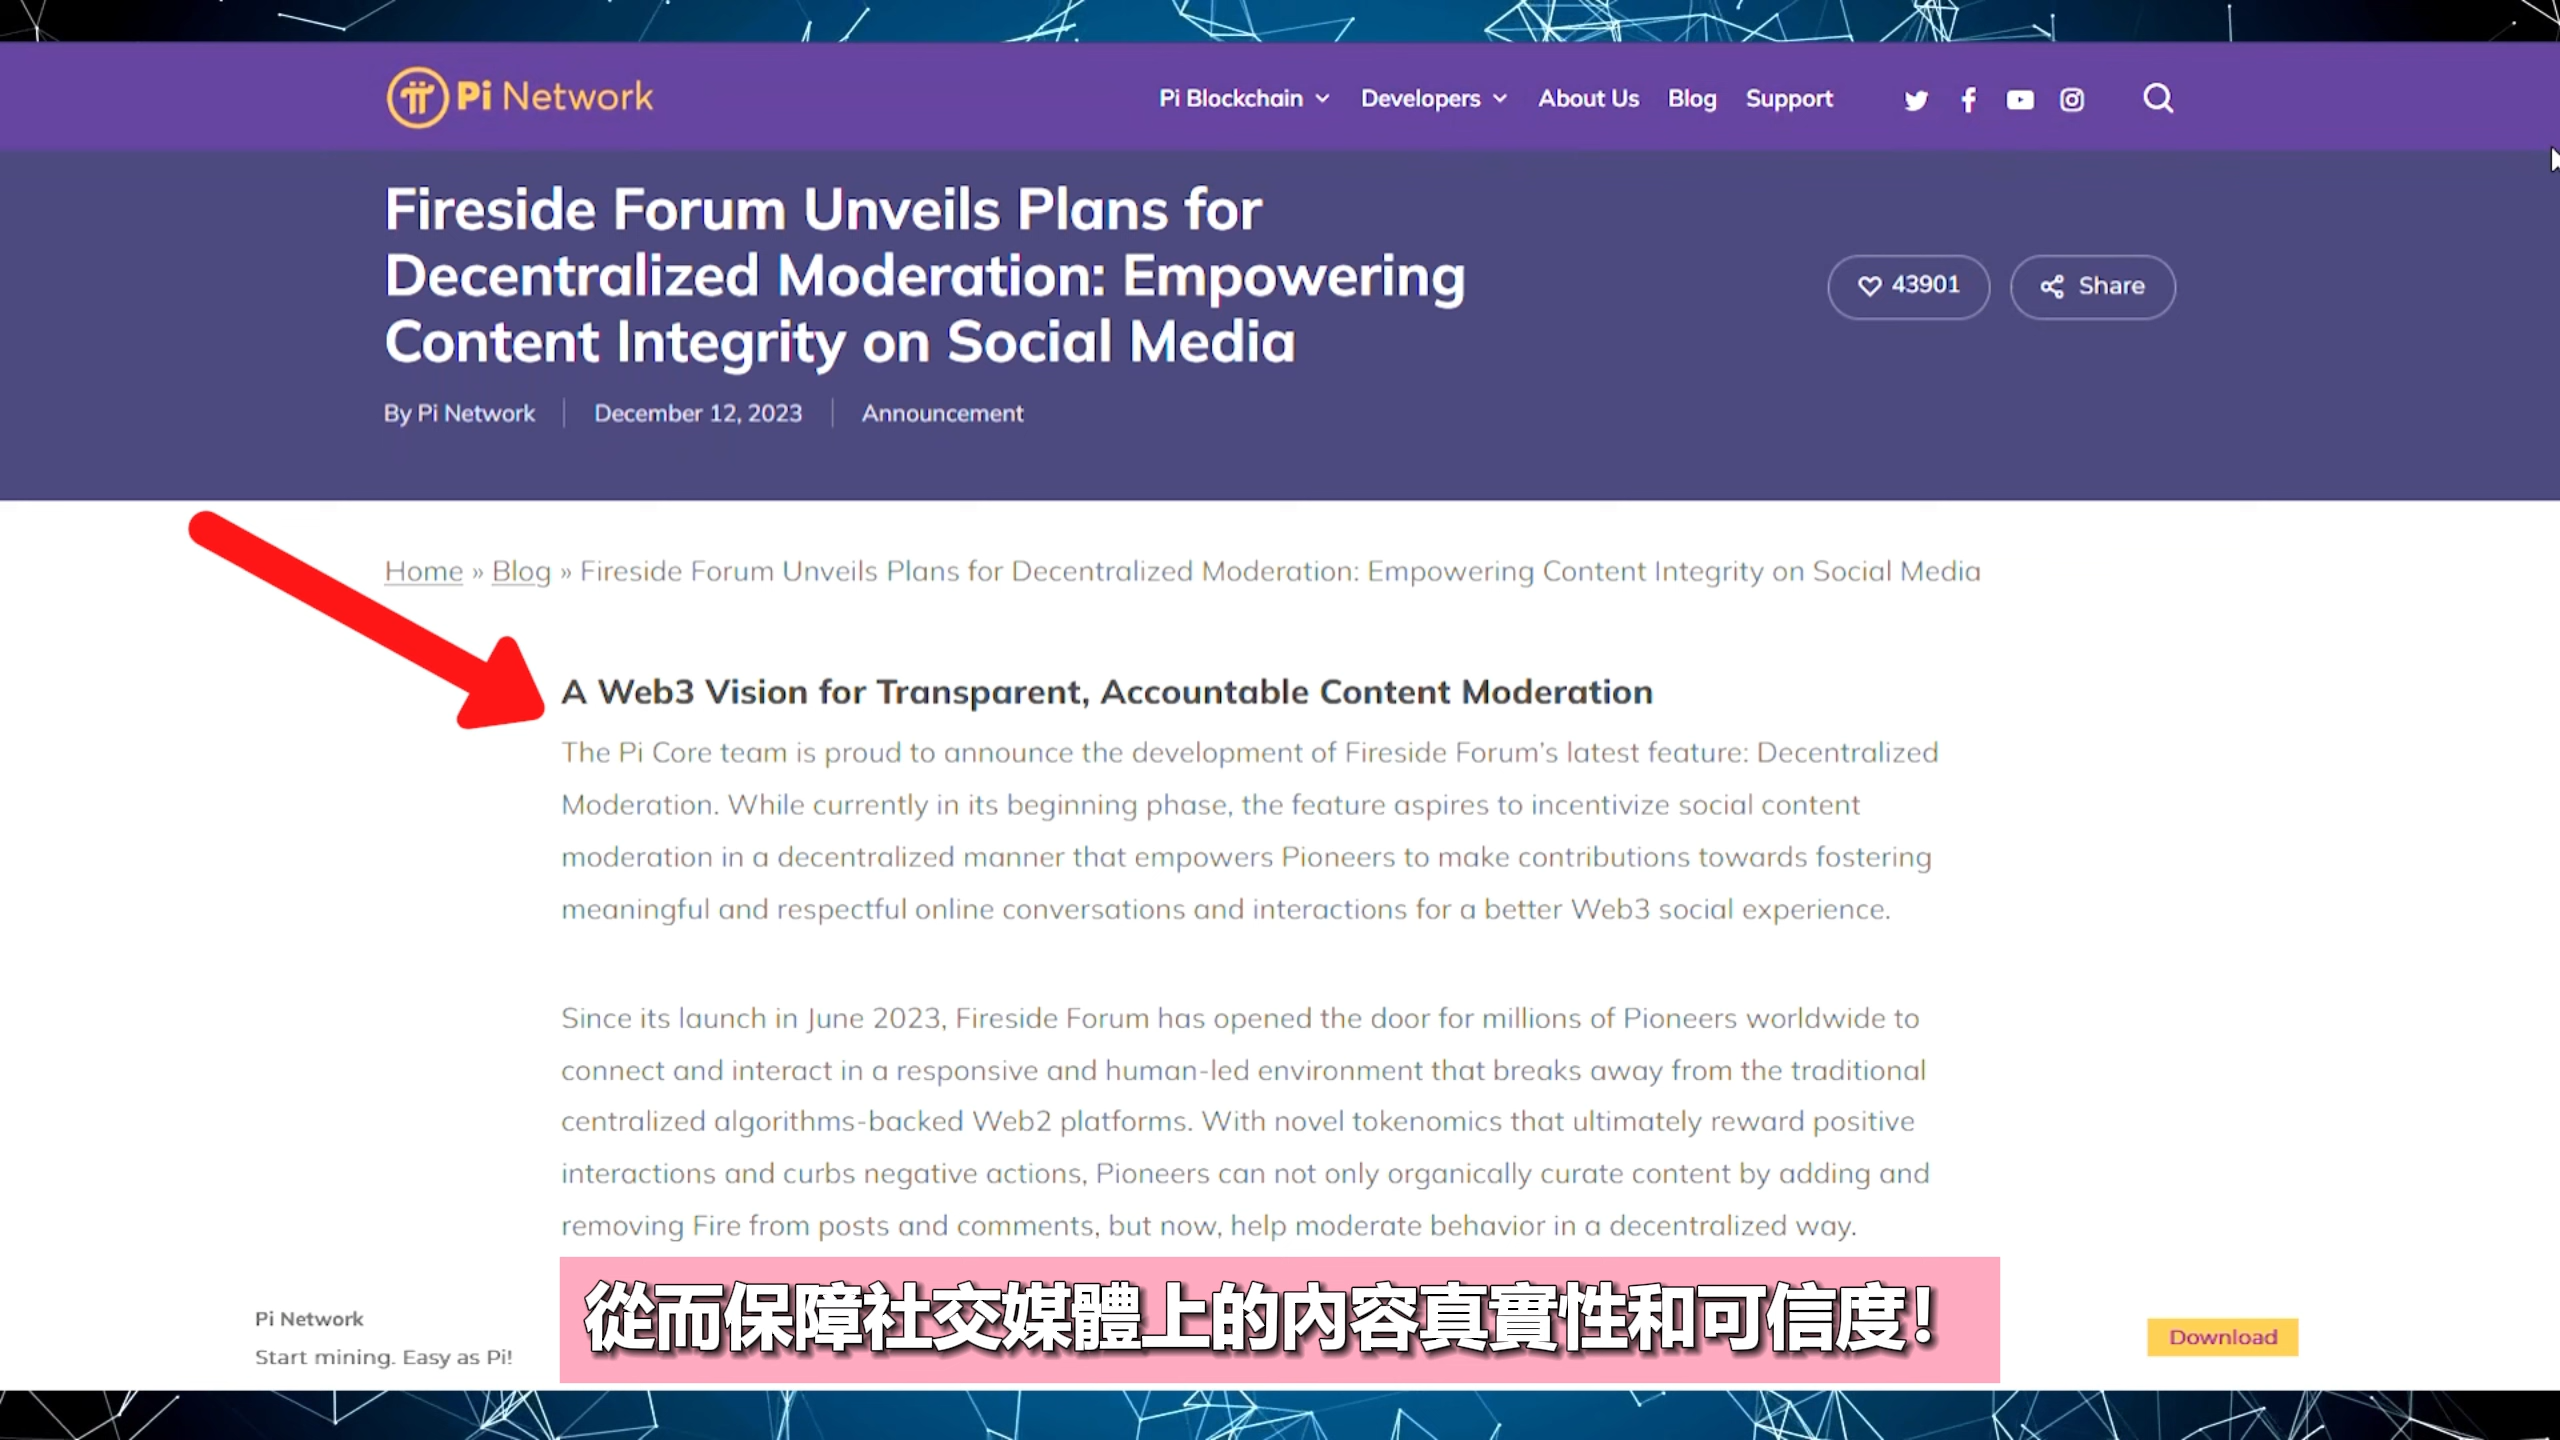 Pi Network
Pi Blockchain Developers About Us Blog Support
Fireside Forum Unveils Plans for
Decentralized Moderation: Empowering
Content Integrity on Social Media
43901 Share
By Pi Network December 12, 2023 Announcement
Home » Blog » Fireside Forum Unveils Plans for Decentralized Moderation: Empowering Content Integrity on Social Media
A Web3 Vision for Transparent, Accountable Content Moderation
The Pi Core team is proud to announce the development of Fireside Forum's latest feature: Decentralized
Moderation. While currently in its beginning phase, the feature aspires to incentivize social content
moderation in a decentralized manner that empowers Pioneers to make contributions towards fostering
meaningful and respectful online conversations and interactions for a better Web3 social experience.
Since its launch in June 2023, Fireside Forum has opened the door for millions of Pioneers worldwide to
connect and interact in a responsive and human-led environment that breaks away from the traditional
centralized algorithms-backed Web2 platforms. With novel tokenomics that ultimately reward positive
interactions and curbs negative actions, Pioneers can not only organically curate content by adding and
removing Fire from posts and comments, but now, help moderate behavior in a decentralized way.
從而保障社交媒體上的內容真實性和可信度!
Pi Network
Start mining. Easy as Pi!
Download